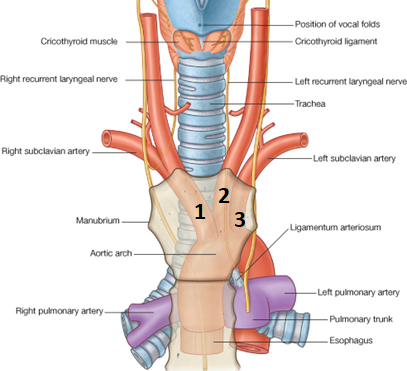 Position of vocal folds
Cricothyroid muscle
Cricothyroid ligament
Right recurrent laryngeal nerve
Left recurrent laryngeal nerve
Trachea
Right subclavian artery
Left subclavian artery
1
2
3
Manubrium
Ligamentum arteriosum
Aortic arch
Left pulmonary artery
Right pulmonary artery
Pulmonary trunk
Esophagus